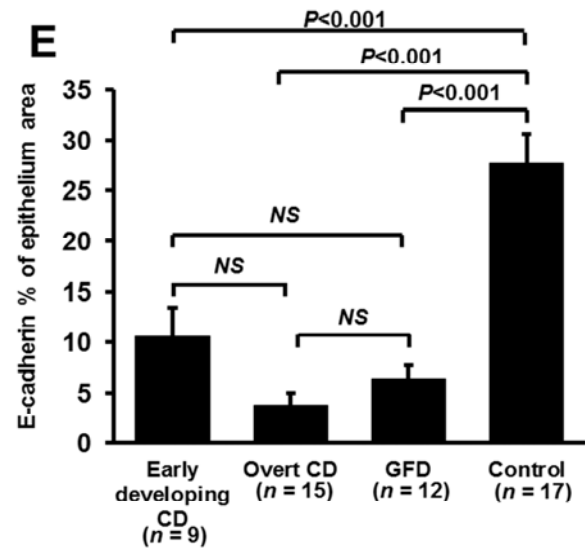 E
P<0.001
P<0.001
P<0.001
NS
NS
NS
E-cadherin % of epithelium area
35
30
25
20
15
10
5
0
Early
developing
CD
(n = 9)
Overt CD
(n = 15)
GFD
(n = 12)
Control
(n = 17)